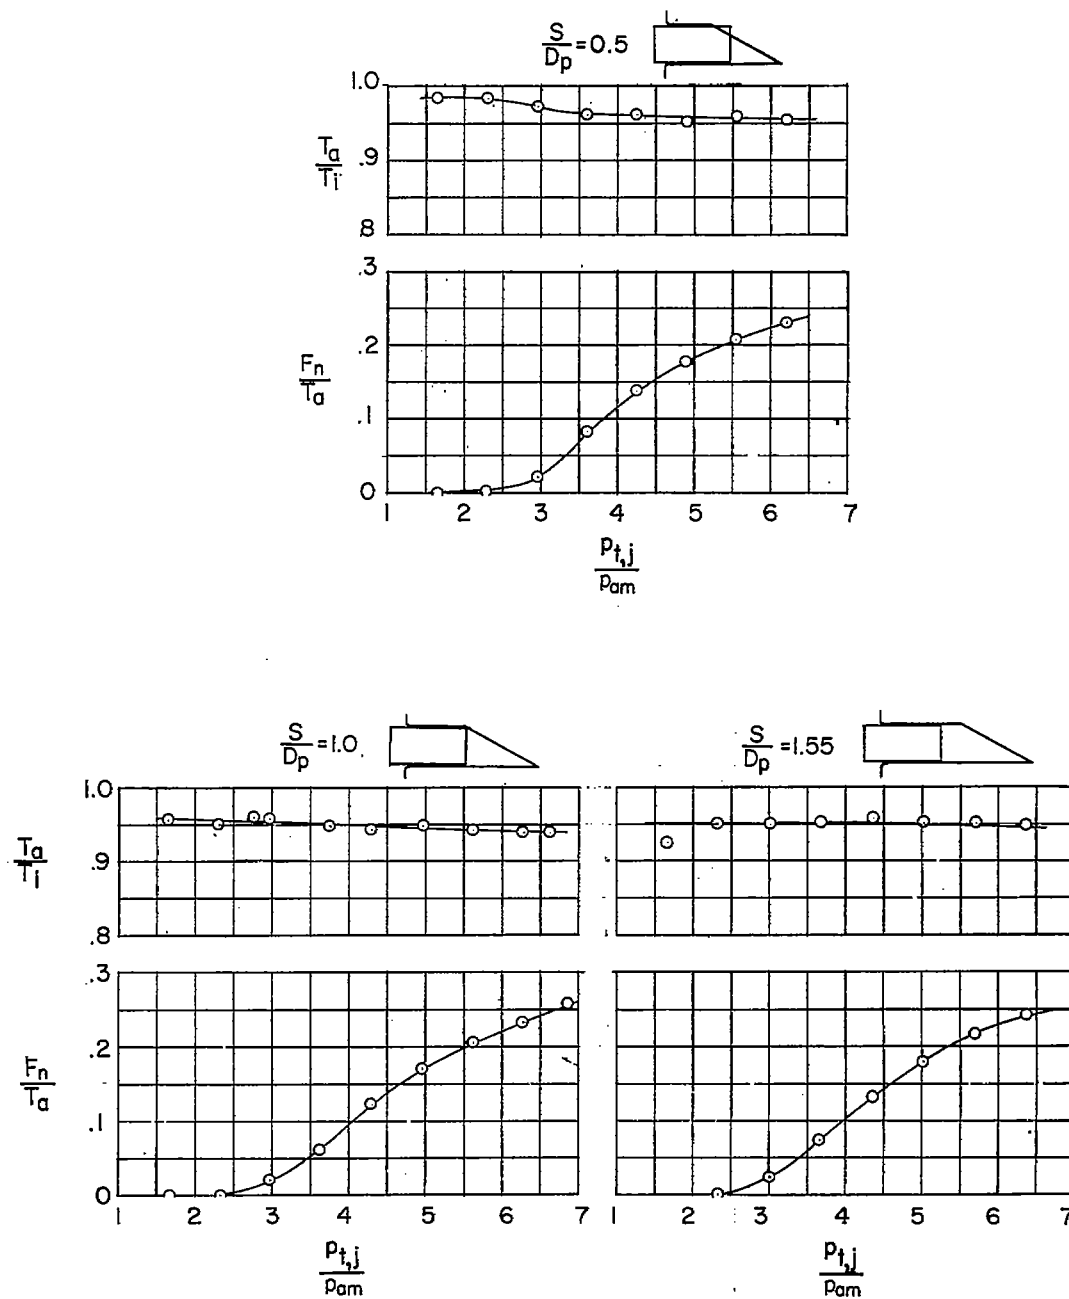 S/Dp = 0.5
1.0
.9
.8
Ta/Ti
.3
.2
.1
0
Fn/Ta
1 2 3 4 5 6 7
pt,j/pam
S/Dp = 1.0
S/Dp = 1.55
1.0
.9
.8
Ta/Ti
.3
.2
.1
0
Fn/Ta
1 2 3 4 5 6 7
1 2 3 4 5 6 7
pt,j/pam
pt,j/pam